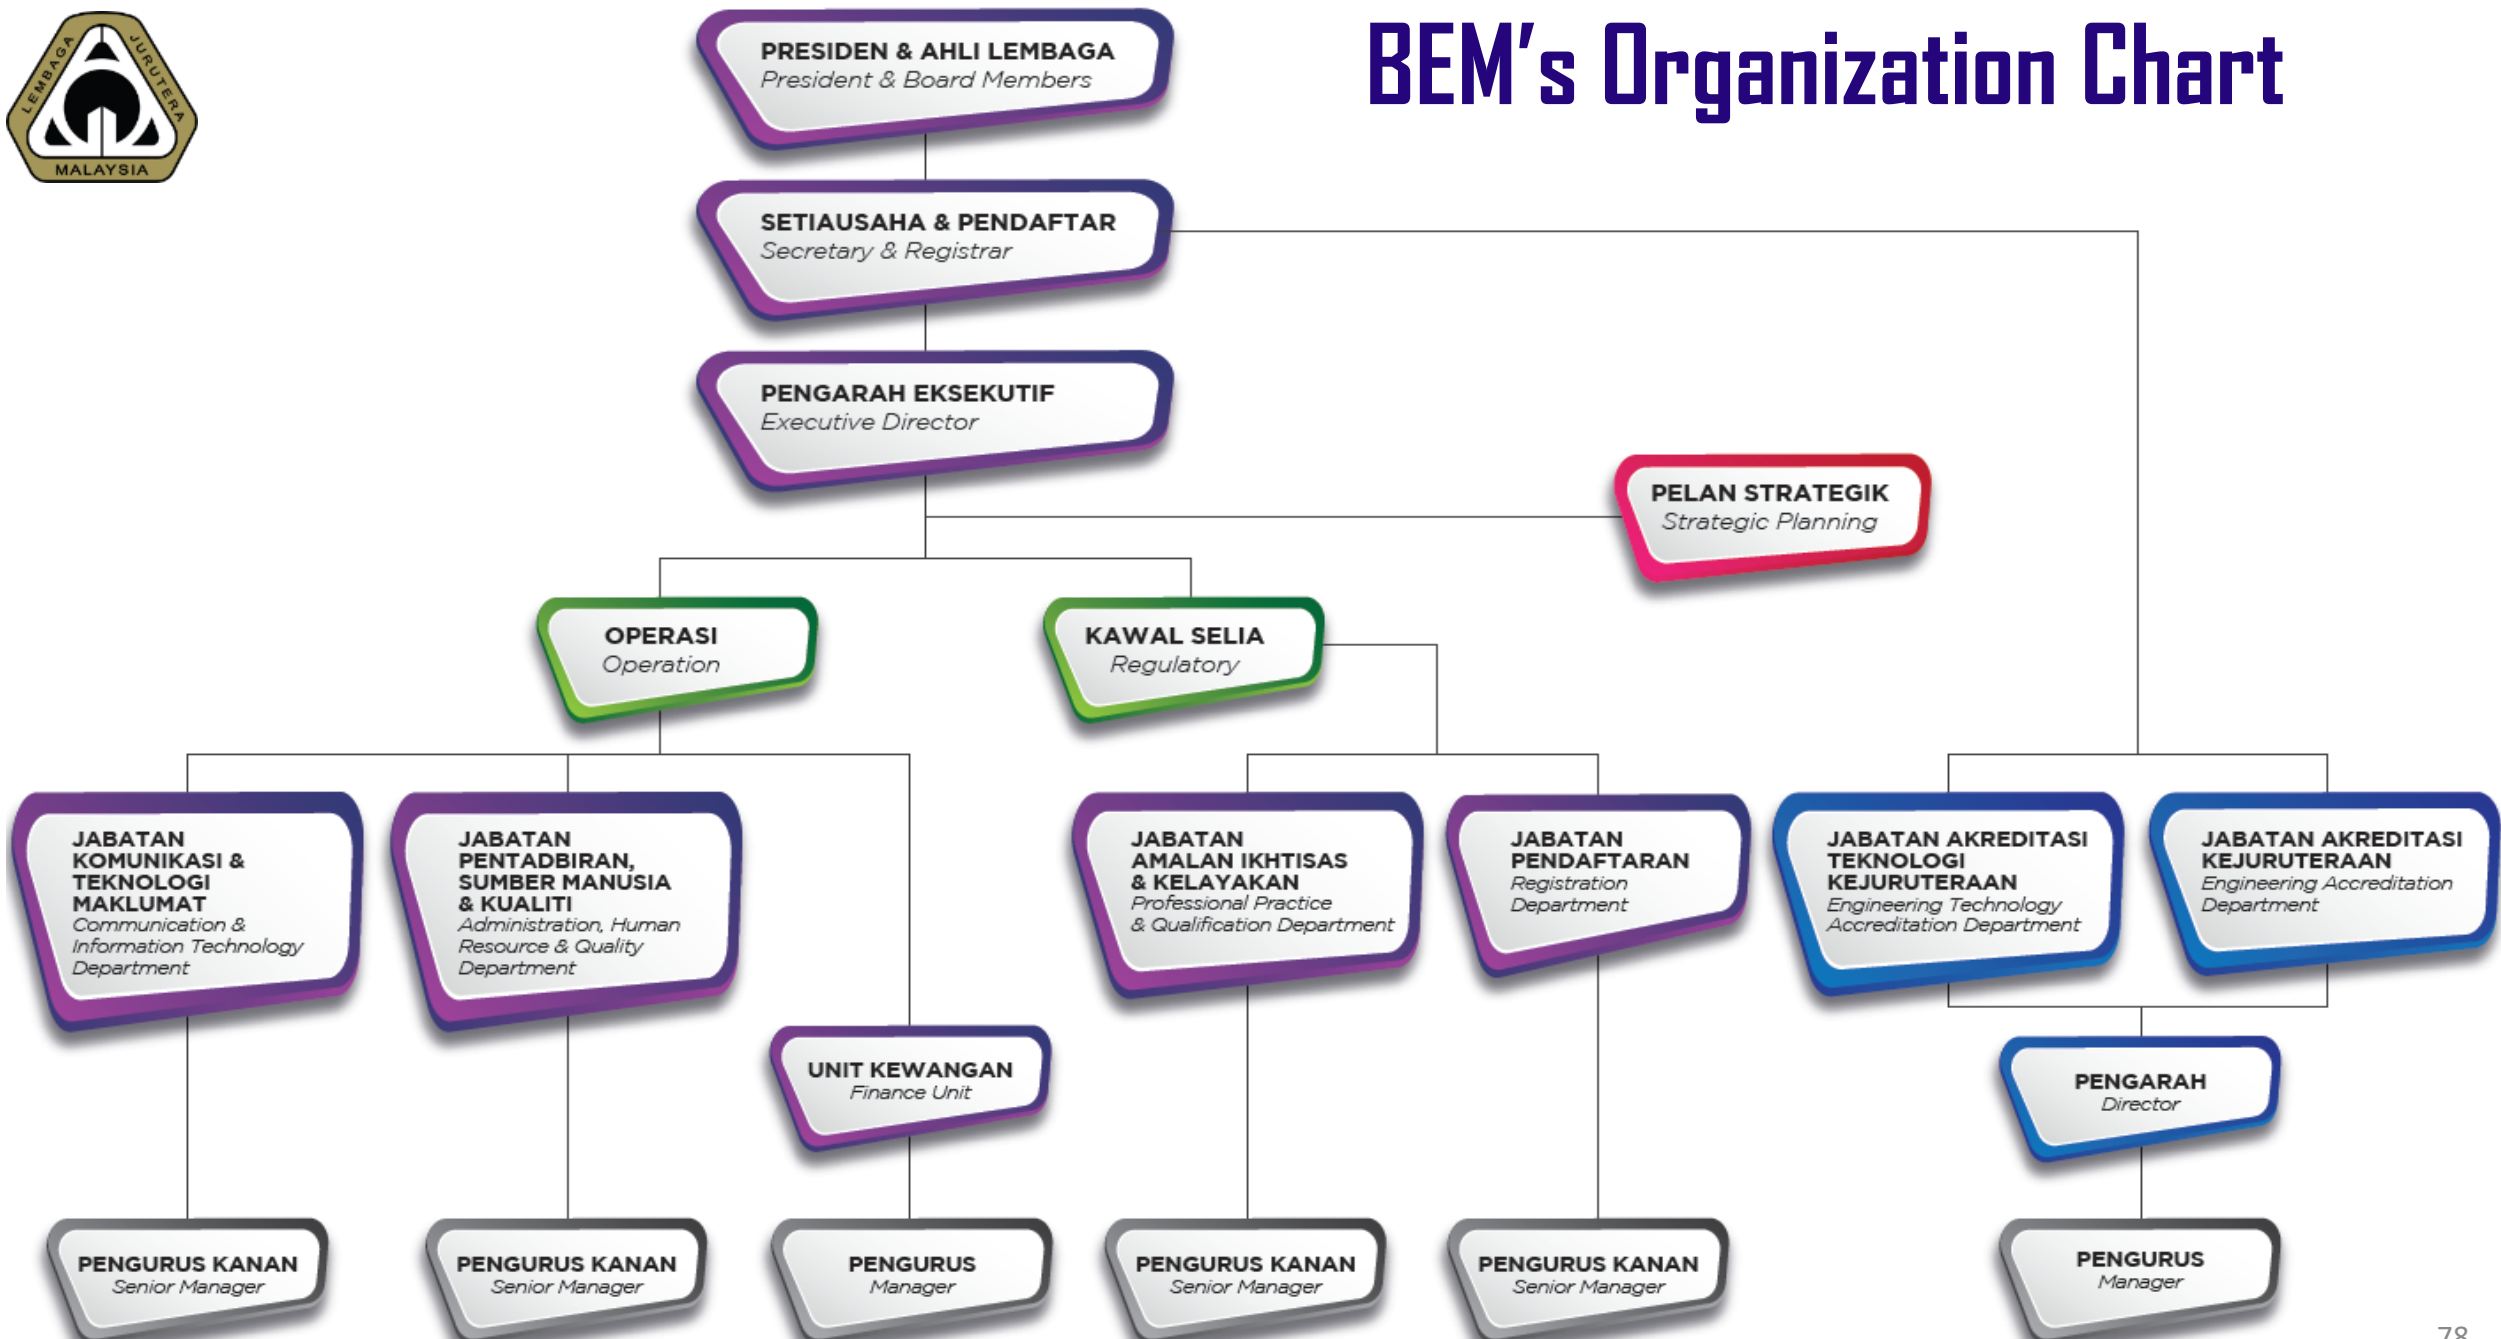 LEMBAGA JURUTERA
MALAYSIA
BEM's Organization Chart
PRESIDEN & AHLI LEMBAGA
President & Board Members
SETIAUSAHA & PENDAFTAR
Secretary & Registrar
PENGARAH EKSEKUTIF
Executive Director
PELAN STRATEGIK
Strategic Planning
OPERASI
Operation
KAWAL SELIA
Regulatory
JABATAN
KOMUNIKASI &
TEKNOLOGI
MAKLUMAT
Communication &
Information Technology
Department
JABATAN
PENTADBIRAN,
SUMBER MANUSIA
& KUALITI
Administration, Human
Resource & Quality
Department
UNIT KEWANGAN
Finance Unit
JABATAN
AMALAN IKHTISAS
& KELAYAKAN
Professional Practice
& Qualification Department
JABATAN
PENDAFTARAN
Registration
Department
JABATAN AKREDITASI
TEKNOLOGI
KEJURUTERAAN
Engineering Technology
Accreditation Department
JABATAN AKREDITASI
KEJURUTERAAN
Engineering Accreditation
Department
PENGARAH
Director
PENGURUS KANAN
Senior Manager
PENGURUS KANAN
Senior Manager
PENGURUS
Manager
PENGURUS KANAN
Senior Manager
PENGURUS KANAN
Senior Manager
PENGURUS
Manager
78